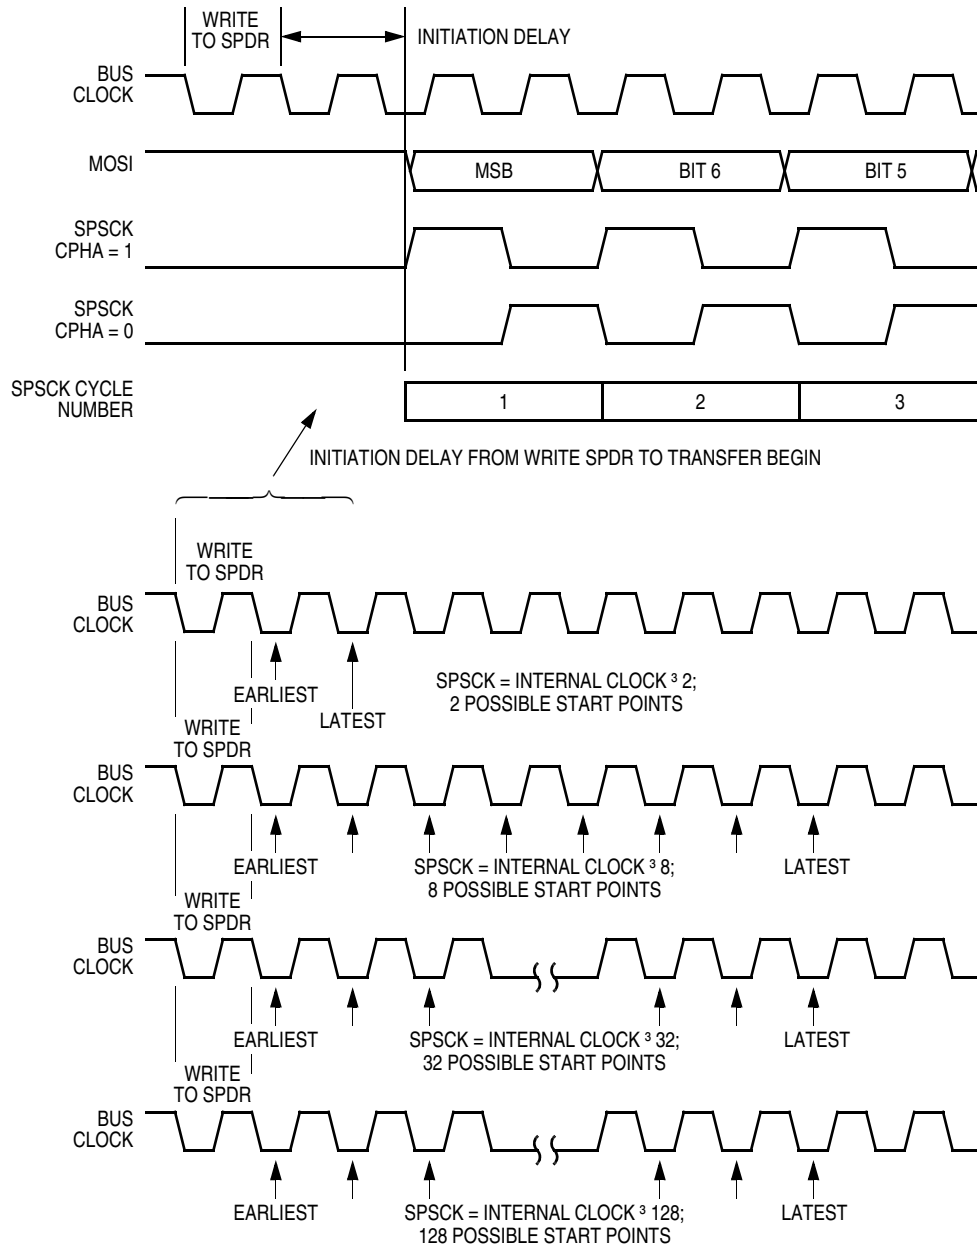 WRITE
TO SPDR
INITIATION DELAY
BUS
CLOCK
MOSI
MSB
BIT 6
BIT 5
SPSCK
CPHA = 1
SPSCK
CPHA = 0
SPSCK CYCLE
NUMBER
1
2
3
INITIATION DELAY FROM WRITE SPDR TO TRANSFER BEGIN
WRITE
TO SPDR
BUS
CLOCK
EARLIEST
LATEST
SPSCK = INTERNAL CLOCK ³ 2;
2 POSSIBLE START POINTS
WRITE
TO SPDR
BUS
CLOCK
EARLIEST
SPSCK = INTERNAL CLOCK ³ 8;
8 POSSIBLE START POINTS
LATEST
WRITE
TO SPDR
BUS
CLOCK
EARLIEST
SPSCK = INTERNAL CLOCK ³ 32;
32 POSSIBLE START POINTS
LATEST
WRITE
TO SPDR
BUS
CLOCK
EARLIEST
SPSCK = INTERNAL CLOCK ³ 128;
128 POSSIBLE START POINTS
LATEST